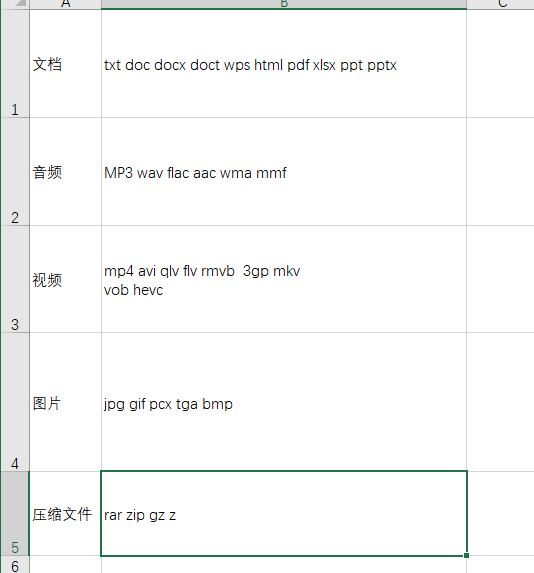 A B C
文档 txt doc docx doct wps html pdf xlsx ppt pptx
1
音频 MP3 wav flac aac wma mmf
2
视频 mp4 avi qlv flv rmvb  3gp mkv
vob hevc
3
图片 jpg gif pcx tga bmp
4
压缩文件 rar zip gz z
5
6